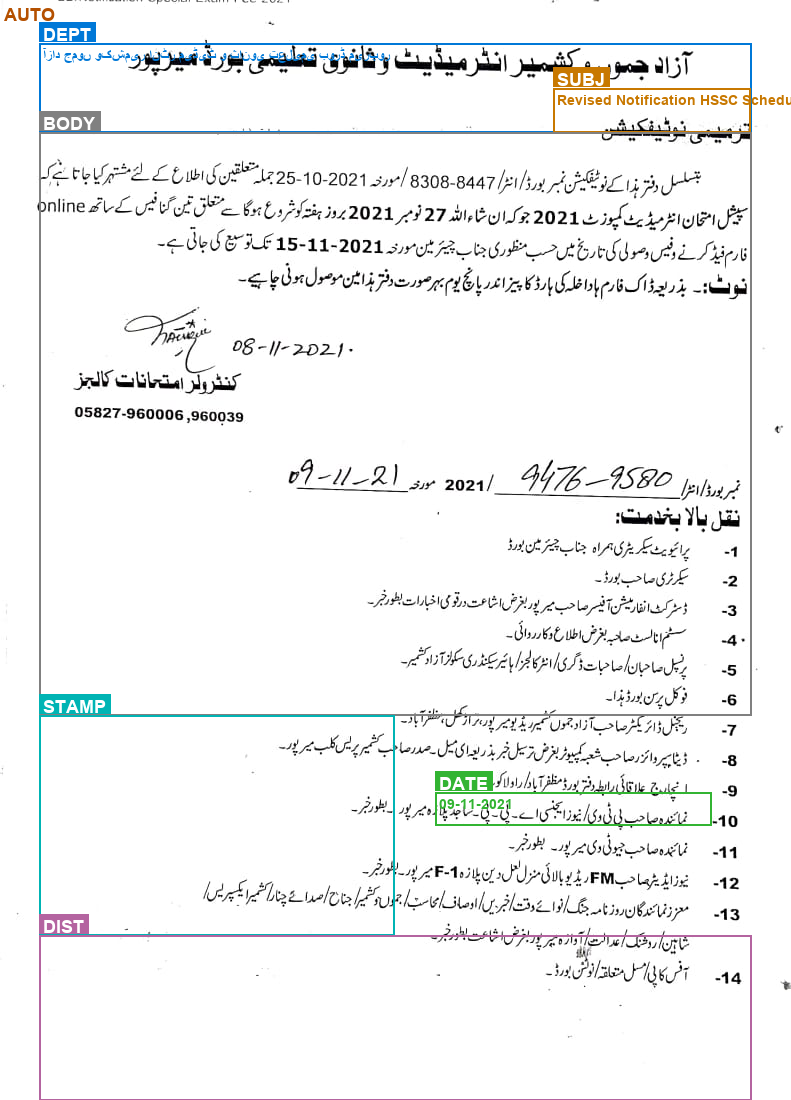 AUTO
DEPT
آزاد جموں و کشمیر انٹرمیڈیٹ و ثانوی تعلیمی بورڈ میرپور
SUBJ
Revised Notification HSSC Schedu
BODY
ترمیمی نوٹیفکیشن
بتسلسل دفتر ہذا کے نوٹیفکیشن نمبر بورڈ/انٹر/8447-8308/مورخہ 2021-10-25 جملہ متعلقین کی اطلاع کے لئے مشتہر کیا جاتا ہے کہ
سپیشل امتحان انٹرمیڈیٹ کمپوزٹ 2021 جو کہ ان شاء اللہ 27 نومبر 2021 بروز ہفتہ کو شروع ہوگا سے متعلق تین گنا فیس کے ساتھ online
فارم فیڈ کرنے و فیس وصولی کی تاریخ میں حسب منظوری جناب چیئرمین مورخہ 2021-11-15 تک توسیع کی جاتی ہے۔
نوٹ:۔ بذریعہ ڈاک فارم ہا داخلہ کی ہارڈ کاپیز اندر پانچ یوم بہر صورت دفتر ہذا میں موصول ہونی چاہیے۔
08-11-2021.
کنٹرولر امتحانات کالجز
05827-960006,960039
نمبر بورڈ/انٹر/ 9476-9580 /2021 مورخہ 09-11-21
نقل بالا بخدمت:
1- پرائیویٹ سیکریٹری ہمراہ جناب چیئرمین بورڈ
2- سیکرٹری صاحب بورڈ۔
3- ڈسٹرکٹ انفارمیشن آفیسر صاحب میرپور بغرض اشاعت در قومی اخبارات بطور خبر۔
4- سسٹم انالسٹ صاحبہ بغرض اطلاع و کارروائی۔
5- پرنسپل صاحبان/صاحبات ڈگری/انٹر کالجز/ہائیر سیکنڈری سکولز آزاد کشمیر۔
6- فوکل پرسن بورڈ ہذا۔
STAMP
7- ریجنل ڈائریکٹر صاحب آزاد جموں کشمیر ریڈیو میرپور، تراڑکھل، مظفرآباد۔
8- ڈیٹا سپروائزر صاحب شعبہ کمپیوٹر بغرض ترسیل خبر بذریعہ ای میل۔ صدر صاحب کشمیر پریس کلب میرپور۔
DATE
9- انچارج علاقائی رابطہ دفتر بورڈ مظفرآباد/راولاکوٹ
09-11-2021
10- نمائندہ صاحب پی ٹی وی/نیوز ایجنسی اے۔پی۔پی۔ ساجد پلازہ میرپور۔ بطور خبر۔
11- نمائندہ صاحب جیو ٹی وی میرپور۔ بطور خبر۔
12- نیوز ایڈیٹر صاحب FM ریڈیو بالائی منزل لعل دین پلازہ F-1 میرپور۔ بطور خبر۔
13- معزز نمائندگان روزنامہ جنگ/نوائے وقت/خبریں/اوصاف/محاسب/جموں و کشمیر/جناح/صدائے چنار/کشمیر ایکسپریس/
DIST
شاہین/ عدالت/آوازہ میرپور بغرض اشاعت بطور خبر۔
14- آفس کاپی/مسل متعلقہ/نوٹس بورڈ۔